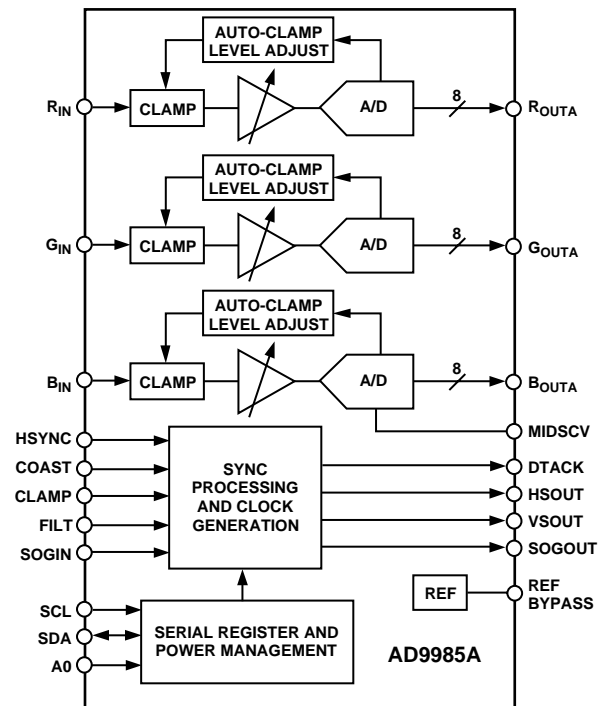 AUTO-CLAMP
LEVEL ADJUST
RIN
CLAMP
A/D
8
ROUTA
AUTO-CLAMP
LEVEL ADJUST
GIN
CLAMP
A/D
8
GOUTA
AUTO-CLAMP
LEVEL ADJUST
BIN
CLAMP
A/D
8
BOUTA
MIDSCV
HSYNC
COAST
CLAMP
FILT
SOGIN
SYNC
PROCESSING
AND CLOCK
GENERATION
DTACK
HSOUT
VSOUT
SOGOUT
REF
REF
BYPASS
SCL
SDA
A0
SERIAL REGISTER AND
POWER MANAGEMENT
AD9985A